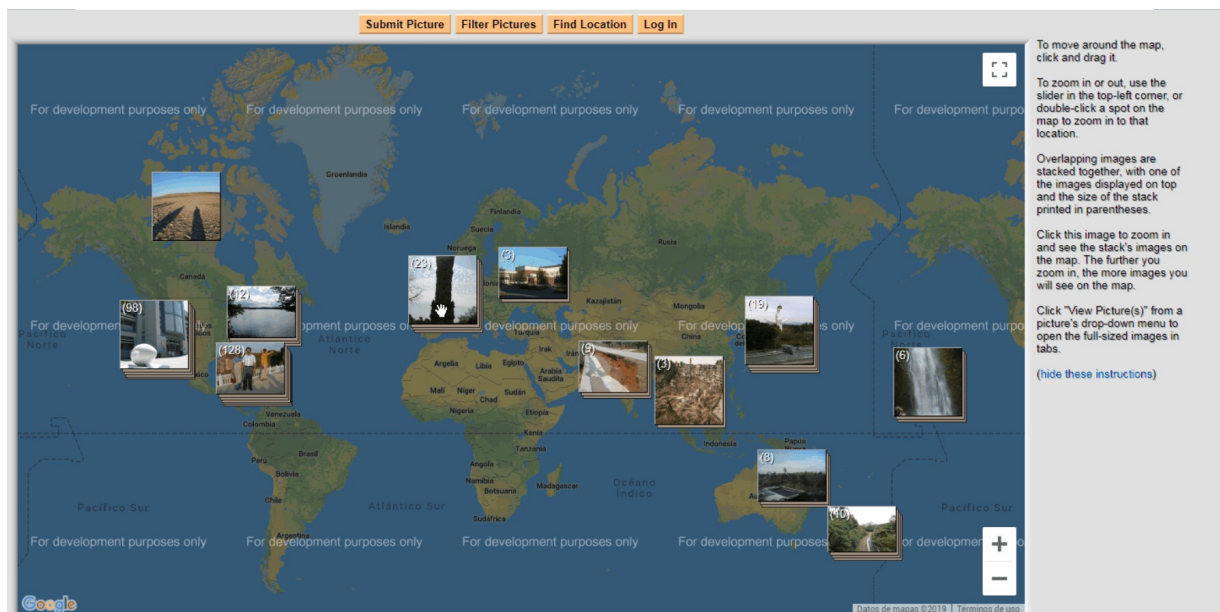 Submit Picture
Filter Pictures
Find Location
Log In
To move around the map,
click and drag it.
To zoom in or out, use the
slider in the top-left corner, or
double-click a spot on the
map to zoom in to that
location.
Overlapping images are
stacked together, with one of
the images displayed on top
and the size of the stack
printed in parentheses.
Click this image to zoom in
and see the stack's images on
the map. The further you
zoom in, the more images you
will see on the map.
Click "View Picture(s)" from a
picture's drop-down menu to
open the full-sized images in
tabs.
(hide these instructions)
For development purposes only
For development purposes only
For development purposes only
For development purposes only
For development purpo
Groenlandia
Islandia
Finlandia
Suecia
Noruega
Rusia
Canadá
(23)
(3)
(12)
(98)
(19)
Kazajistán
Mongolia
For development
purposes only
For development purposes only
Norte
Atlántico
Norte
Turquía
China
(128)
(9)
(3)
(6)
Irak
Irán
Argelia
Libia
Egipto
Arabia
Saudita
Malí
Níger
Chad
Sudán
Nigeria
Etiopía
Venezuela
Colombia
Kenia
Tanzania
Indonesia
Papúa
Perú
Brasil
Bolivia
Angola
Namibia
Botsuana
Madagascar
Océano
Índico
(8)
Chile
Pacífico Sur
Atlántico Sur
Pacífico Sur
Sudáfrica
(10)
Argentina
For development purposes only
For development purposes only
For development purposes only
For development purposes
or development purpo
Google
Datos de mapas ©2019
Términos de uso